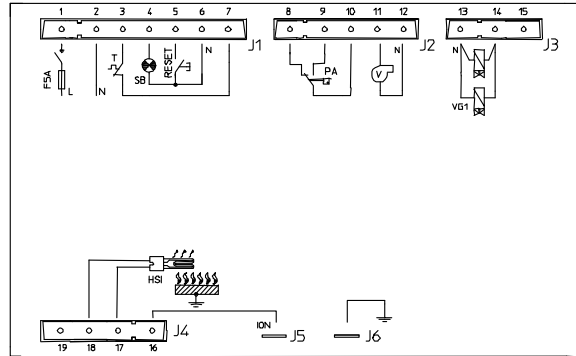 1 2 3 4 5 6 7
8 9 10 11 12
13 14 15
J1
J2
J3
F5A
L
N
T
SB
RESET
N
PA
V
N
N
VG1
HSI
ION
J4
J5
J6
19 18 17 16